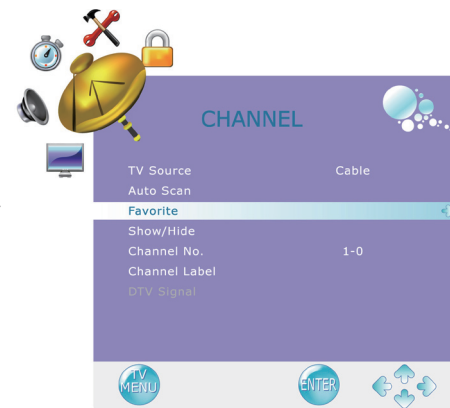 CHANNEL
TV Source Cable
Auto Scan
Favorite
Show/Hide
Channel No. 1-0
Channel Label
DTV Signal
TV
MENU ENTER